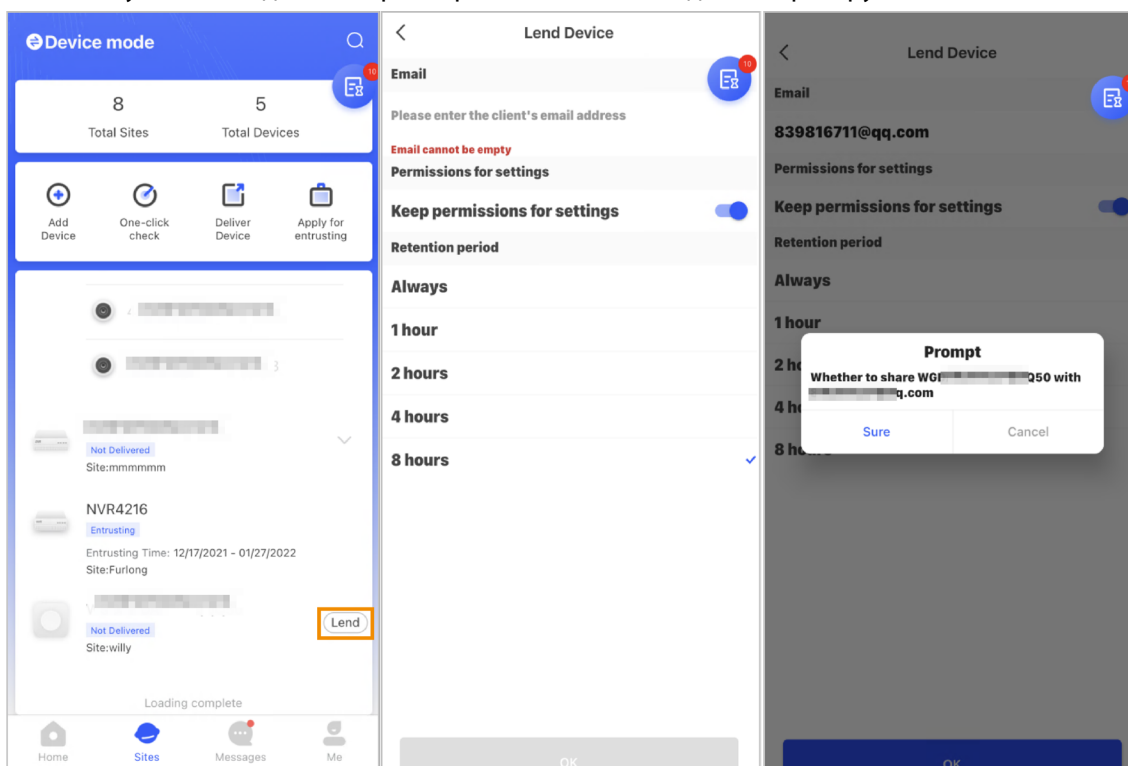 Device mode
10
8
5
Total Sites
Total Devices
Add
Device
One-click
check
Deliver
Device
Apply for
entrusting
Not Delivered
Site:mmmmmm
NVR4216
Entrusting
Entrusting Time: 12/17/2021 - 01/27/2022
Site:Furlong
Not Delivered
Lend
Site:willy
Loading complete
Home
Sites
Messages
Me
Lend Device
Email
10
Please enter the client's email address
Email cannot be empty
Permissions for settings
Keep permissions for settings
Retention period
Always
1 hour
2 hours
4 hours
8 hours
OK
Lend Device
Email
839816711@qq.com
Permissions for settings
Keep permissions for settings
Retention period
Always
1 hour
Prompt
Whether to share WG Q50 with
q.com
Sure
Cancel
OK